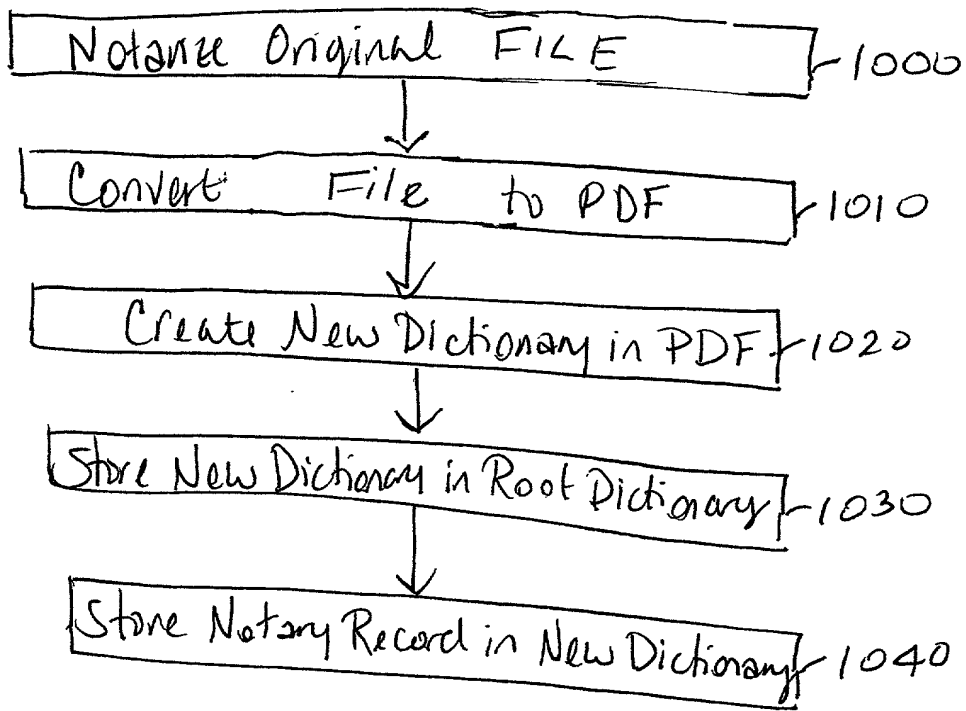 Notarize Original FILE 1000
Convert File to PDF 1010
Create New Dictionary in PDF 1020
Store New Dictionary in Root Dictionary 1030
Store Notary Record in New Dictionary 1040